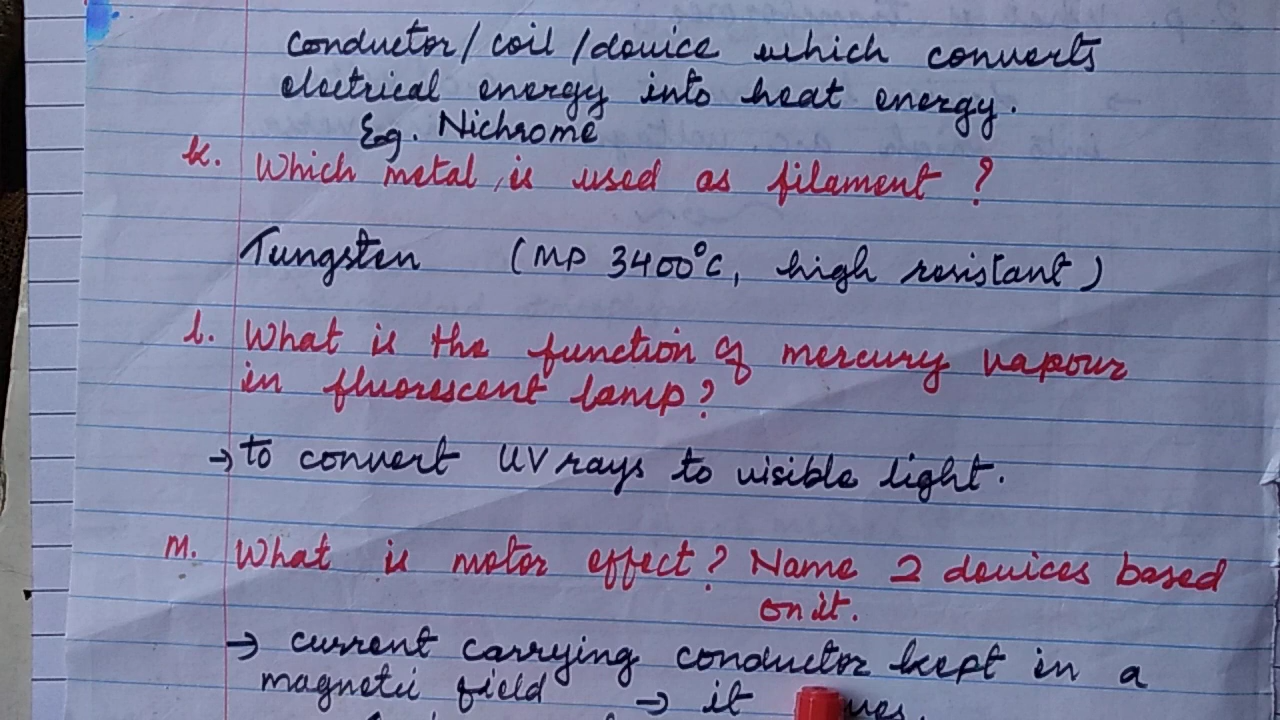 conductor/ coil /device which converts
electrical energy into heat energy.
Eg. Nichrome
k. Which metal is used as filament ?
Tungsten (MP 3400°C, high resistant)
l. What is the function of mercury vapour
in fluorescent lamp?
→ to convert UV rays to visible light.
m. What is motor effect? Name 2 devices based
on it.
→ current carrying conductor kept in a
magnetic field → it